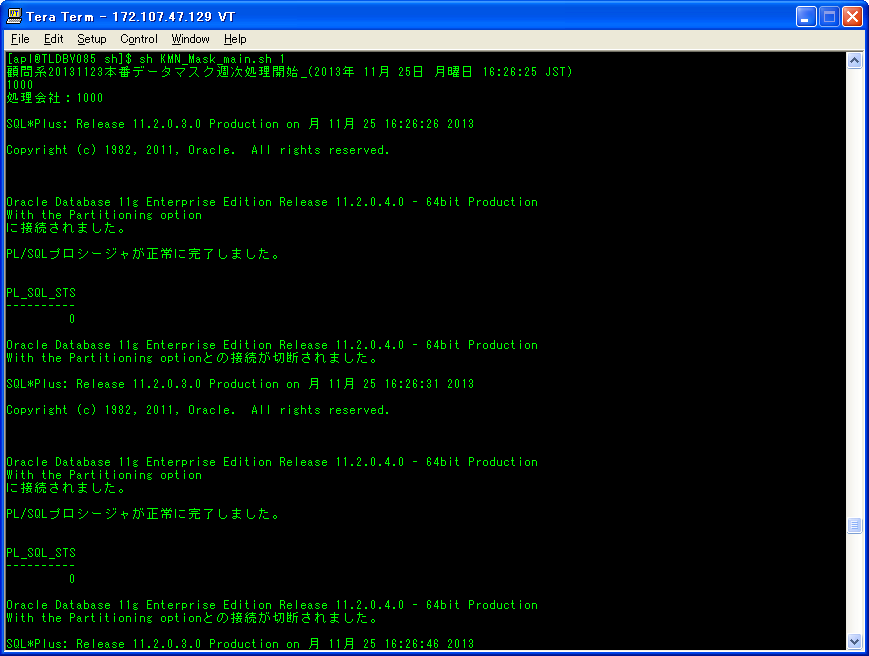 Tera Term - 172.107.47.129 VT
File Edit Setup Control Window Help
[apl@TLDBV085 sh]$ sh KMN_Mask_main.sh 1
顧問系20131123本番データマスク週次処理開始_(2013年 11月 25日 月曜日 16:26:25 JST)
1000
処理会社：1000
SQL*Plus: Release 11.2.0.3.0 Production on 月 11月 25 16:26:26 2013
Copyright (c) 1982, 2011, Oracle.  All rights reserved.
Oracle Database 11g Enterprise Edition Release 11.2.0.4.0 - 64bit Production
With the Partitioning option
に接続されました。
PL/SQLプロシージャが正常に完了しました。
PL_SQL_STS
----------
0
Oracle Database 11g Enterprise Edition Release 11.2.0.4.0 - 64bit Production
With the Partitioning optionとの接続が切断されました。
SQL*Plus: Release 11.2.0.3.0 Production on 月 11月 25 16:26:31 2013
Copyright (c) 1982, 2011, Oracle.  All rights reserved.
Oracle Database 11g Enterprise Edition Release 11.2.0.4.0 - 64bit Production
With the Partitioning option
に接続されました。
PL/SQLプロシージャが正常に完了しました。
PL_SQL_STS
----------
0
Oracle Database 11g Enterprise Edition Release 11.2.0.4.0 - 64bit Production
With the Partitioning optionとの接続が切断されました。
SQL*Plus: Release 11.2.0.3.0 Production on 月 11月 25 16:26:46 2013